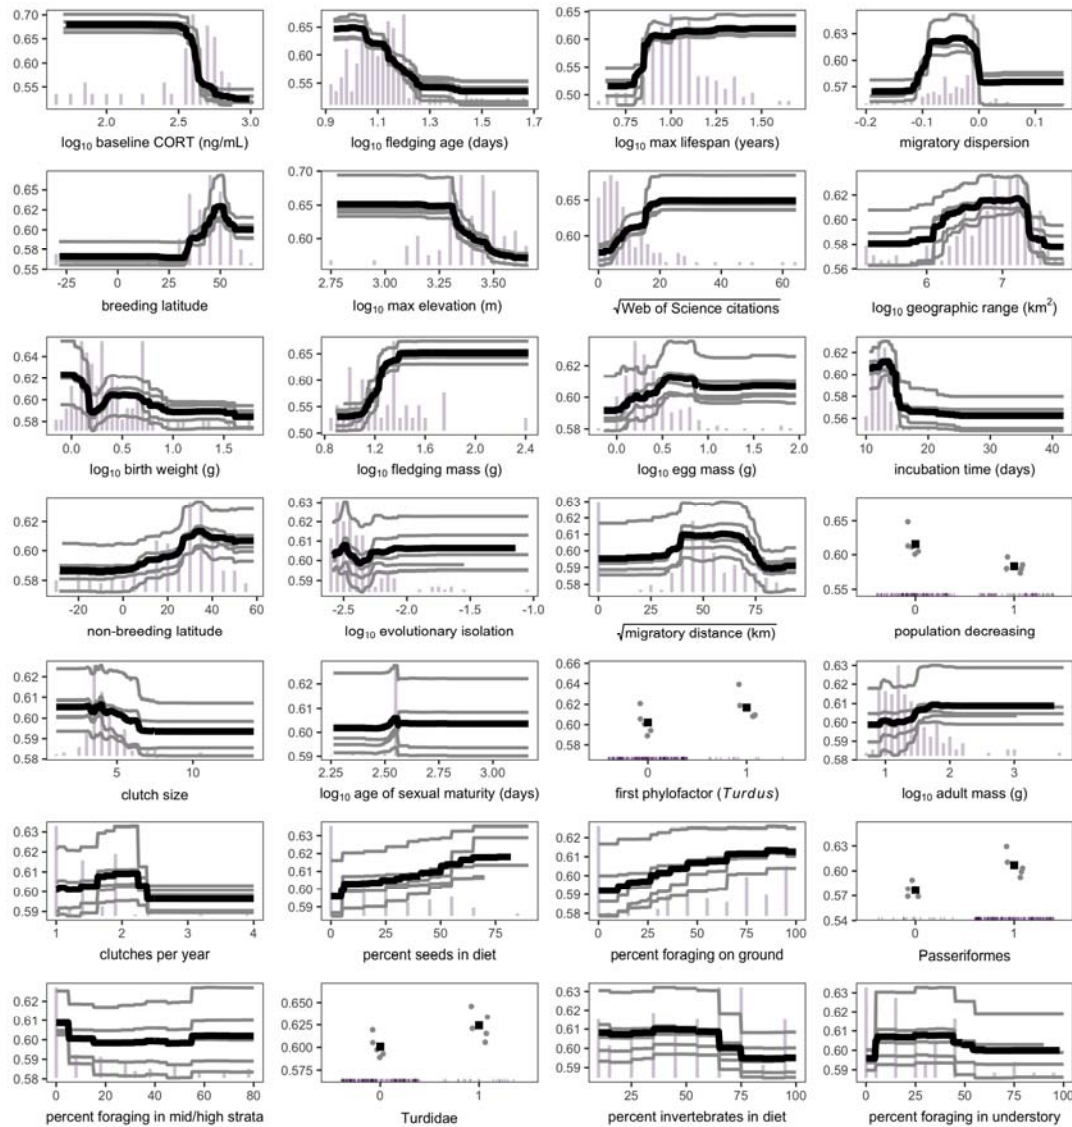 0.70
0.65
0.60
0.55
2.0 2.5 3.0
log10 baseline CORT (ng/mL)
0.65
0.60
0.55
0.9 1.1 1.3 1.4 1.6 1.7
log10 fledging age (days)
0.65
0.60
0.55
0.50
0.75 1.00 1.25 1.50
log10 max lifespan (years)
0.65
0.62
0.60
0.57
-0.2 -0.1 0.0 0.1
migratory dispersion
0.65
0.62
0.60
0.58
0.55
-25 0 25 50
breeding latitude
0.70
0.65
0.60
2.75 3.00 3.25 3.50
log10 max elevation (m)
0.65
0.60
0 20 40 60
√Web of Science citations
0.62
0.60
0.58
0.56
6 7
log10 geographic range (km2)
0.64
0.62
0.60
0.58
0.0 0.5 1.0 1.5
log10 birth weight (g)
0.65
0.60
0.55
0.50
0.8 1.2 1.6 2.0 2.4
log10 fledging mass (g)
0.63
0.62
0.61
0.60
0.59
0.58
0.0 0.5 1.0 1.5 2.0
log10 egg mass (g)
0.62
0.60
0.58
0.56
10 20 30 40
incubation time (days)
0.62
0.60
0.58
-20 0 20 40 60
non-breeding latitude
0.63
0.62
0.61
0.60
0.59
-2.5 -2.0 -1.5 -1.0
log10 evolutionary isolation
0.63
0.62
0.61
0.60
0.59
0.58
0 25 50 75
√migratory distance (km)
0.65
0.60
0.55
0 1
population decreasing
0.62
0.61
0.60
0.59
0.58
5 10
clutch size
0.62
0.61
0.60
0.59
2.25 2.50 2.75 3.00
log10 age of sexual maturity (days)
0.66
0.64
0.62
0.60
0.58
0 1
first phylofactor (Turdus)
0.63
0.62
0.61
0.60
0.59
0.58
1 2 3
log10 adult mass (g)
0.63
0.62
0.61
0.60
0.59
1 2 3 4
clutches per year
0.63
0.62
0.61
0.60
0.59
0 25 50 75
percent seeds in diet
0.62
0.61
0.60
0.59
0.58
0 25 50 75 100
percent foraging on ground
0.63
0.60
0.57
0.54
0 1
Passeriformes
0.62
0.61
0.60
0.59
0.58
0 20 40 60 80
percent foraging in mid/high strata
0.650
0.625
0.600
0.575
0 1
Turdidae
0.63
0.62
0.61
0.60
0.59
25 50 75 100
percent invertebrates in diet
0.63
0.62
0.61
0.60
0.59
0 25 50 75 100
percent foraging in understory